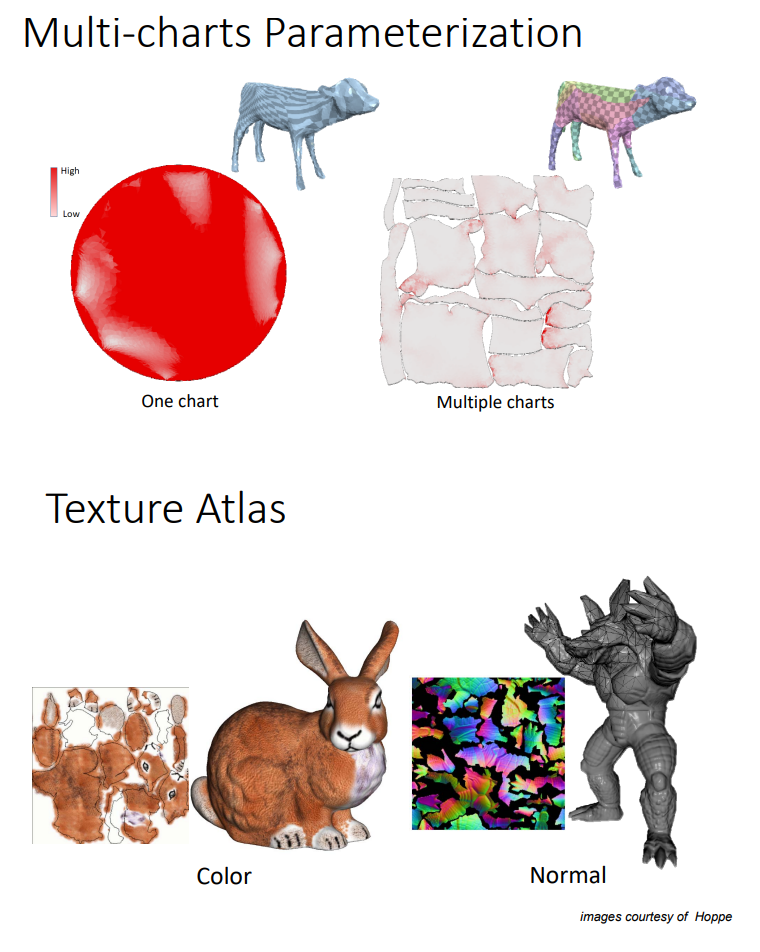 Multi-charts Parameterization
High
Low
One chart
Multiple charts
Texture Atlas
Color
Normal
images courtesy of Hoppe